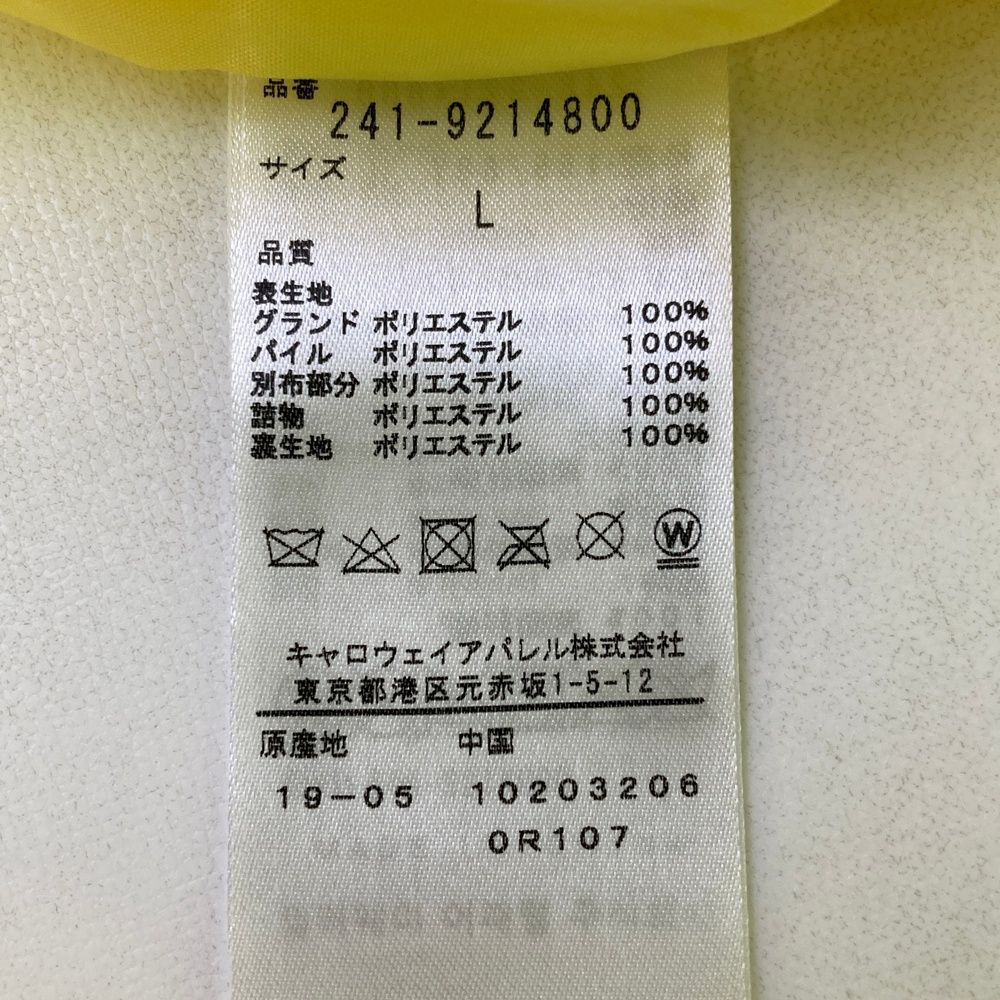 品番
241-9214800
サイズ
L
品質
表生地
グランド ポリエステル 100%
パイル ポリエステル 100%
別布部分 ポリエステル 100%
詰物 ポリエステル 100%
裏生地 ポリエステル 100%
W
キャロウェイアパレル株式会社
東京都港区元赤坂1-5-12
原産地 中国
19-05 10203206
0R107